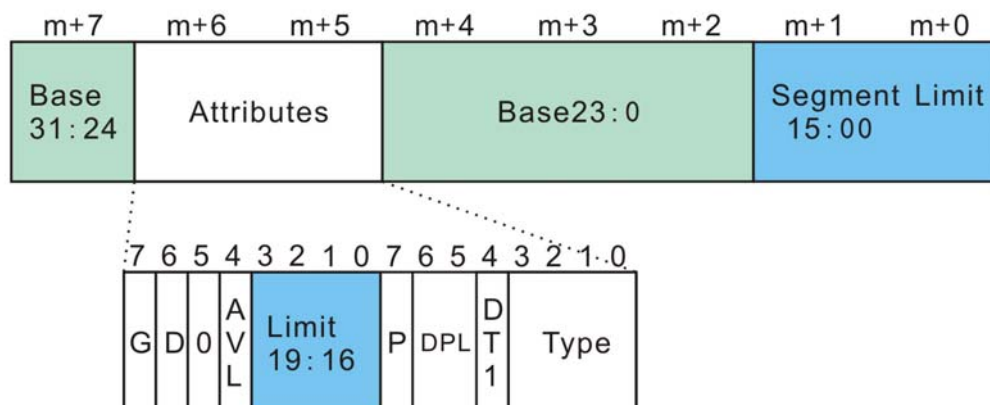 m+7 m+6 m+5 m+4 m+3 m+2 m+1 m+0
Base
31:24
Attributes
Base23:0
Segment Limit
15:00
7 6 5 4 3 2 1 0 7 6 5 4 3 2 1 0
G D 0
AVL
Limit
19:16
P DPL
DT1
Type